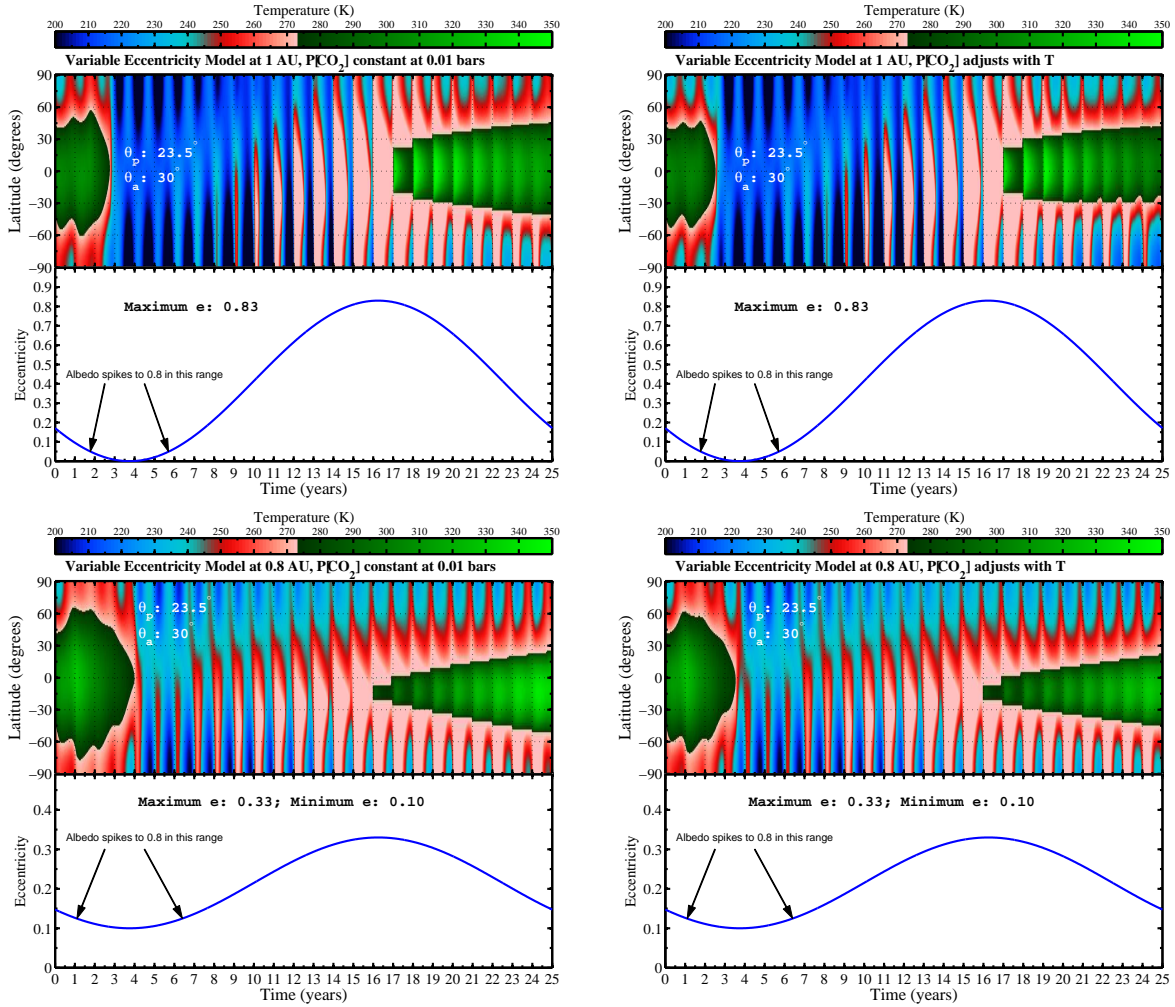 Temperature (K)
200 210 220 230 240 250 260 270 280 290 300 310 320 330 340 350
Variable Eccentricity Model at 1 AU, P[CO2] constant at 0.01 bars
90
60
30
0
−30
−60
−90
Latitude (degrees)
θp: 23.5°
θa: 30°
0.9
0.8
0.7
0.6
0.5
0.4
0.3
0.2
0.1
0
Eccentricity
Maximum e: 0.83
Albedo spikes to 0.8 in this range
0 1 2 3 4 5 6 7 8 9 10 11 12 13 14 15 16 17 18 19 20 21 22 23 24 25
Time (years)
Temperature (K)
200 210 220 230 240 250 260 270 280 290 300 310 320 330 340 350
Variable Eccentricity Model at 1 AU, P[CO2] adjusts with T
90
60
30
0
−30
−60
−90
Latitude (degrees)
θp: 23.5°
θa: 30°
0.9
0.8
0.7
0.6
0.5
0.4
0.3
0.2
0.1
0
Eccentricity
Maximum e: 0.83
Albedo spikes to 0.8 in this range
0 1 2 3 4 5 6 7 8 9 10 11 12 13 14 15 16 17 18 19 20 21 22 23 24 25
Time (years)
Temperature (K)
200 210 220 230 240 250 260 270 280 290 300 310 320 330 340 350
Variable Eccentricity Model at 0.8 AU, P[CO2] constant at 0.01 bars
90
60
30
0
−30
−60
−90
Latitude (degrees)
θp: 23.5°
θa: 30°
0.4
0.3
0.2
0.1
0
Eccentricity
Maximum e: 0.33; Minimum e: 0.10
Albedo spikes to 0.8 in this range
0 1 2 3 4 5 6 7 8 9 10 11 12 13 14 15 16 17 18 19 20 21 22 23 24 25
Time (years)
Temperature (K)
200 210 220 230 240 250 260 270 280 290 300 310 320 330 340 350
Variable Eccentricity Model at 0.8 AU, P[CO2] adjusts with T
90
60
30
0
−30
−60
−90
Latitude (degrees)
θp: 23.5°
θa: 30°
0.4
0.3
0.2
0.1
0
Eccentricity
Maximum e: 0.33; Minimum e: 0.10
Albedo spikes to 0.8 in this range
0 1 2 3 4 5 6 7 8 9 10 11 12 13 14 15 16 17 18 19 20 21 22 23 24 25
Time (years)